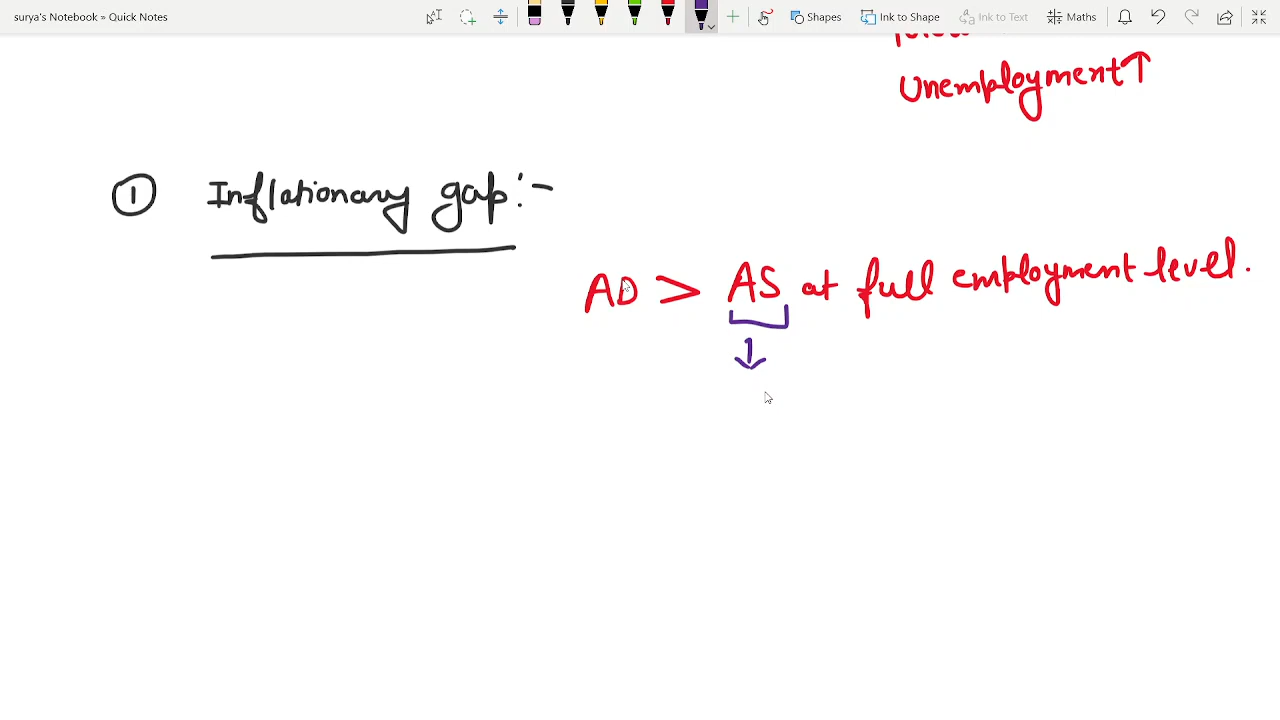 surya's Notebook » Quick Notes
Shapes
Ink to Shape
Ink to Text
Maths
Unemployment↑
① Inflationary gap:-
AD > AS at full employment level.
↓